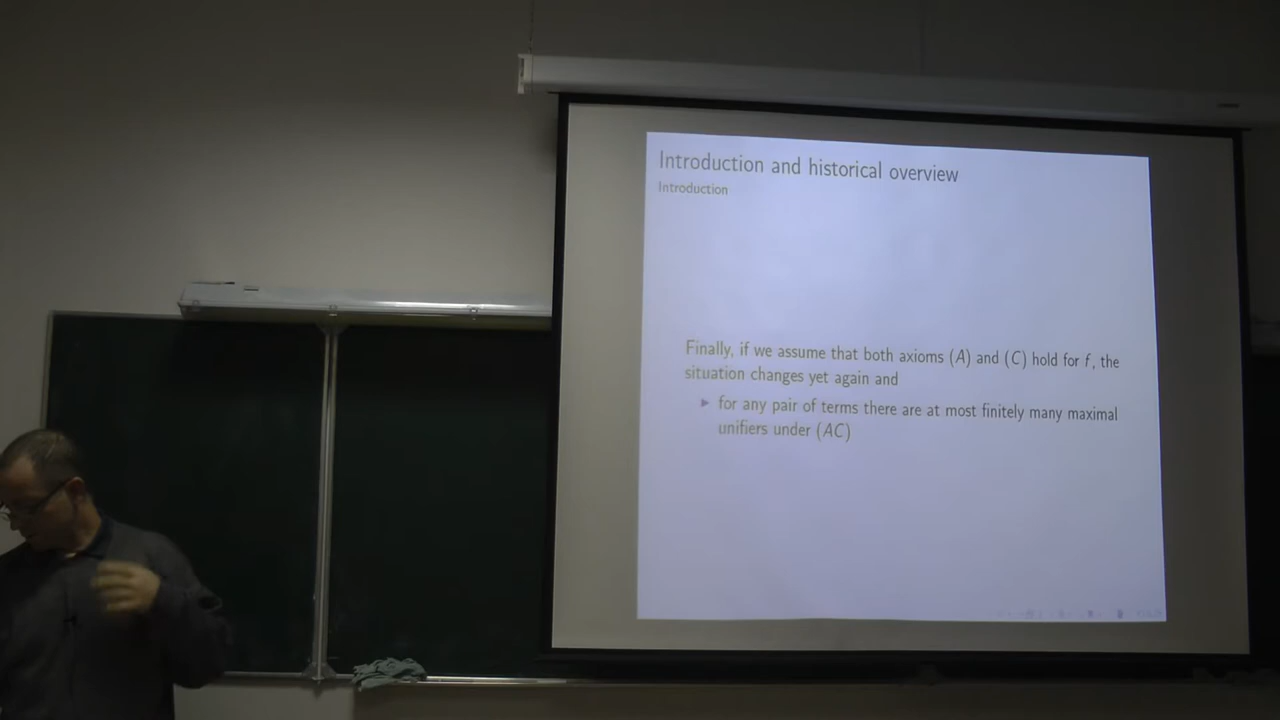 Introduction and historical overview
Introduction
Finally, if we assume that both axioms (A) and (C) hold for f, the
situation changes yet again and
▶ for any pair of terms there are at most finitely many maximal
unifiers under (AC)